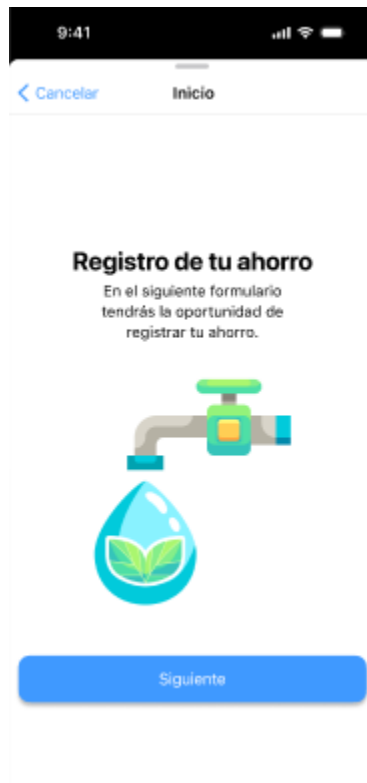 9:41
Cancelar
Inicio
Registro de tu ahorro
En el siguiente formulario
tendrás la oportunidad de
registrar tu ahorro.
Siguiente